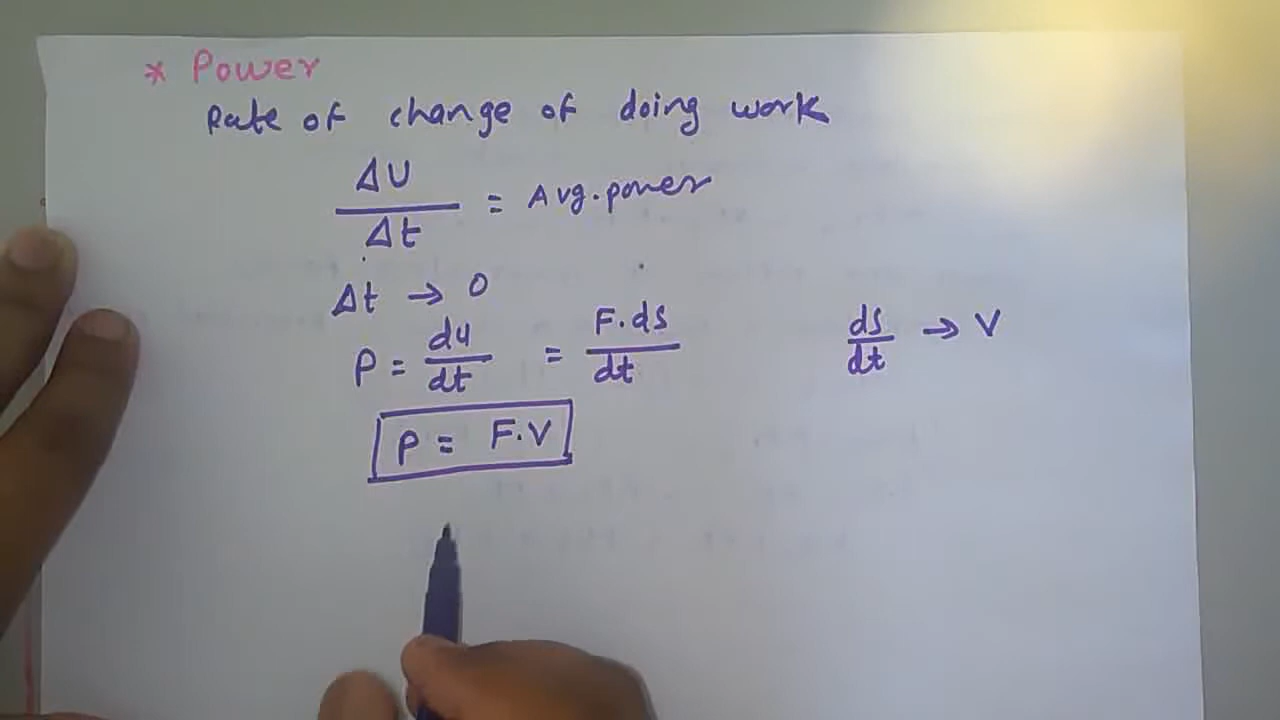 * Power
Rate of change of doing work
ΔU / Δt = Avg. power
Δt → 0
P = du/dt = F.ds/dt    ds/dt → V
P = F.V